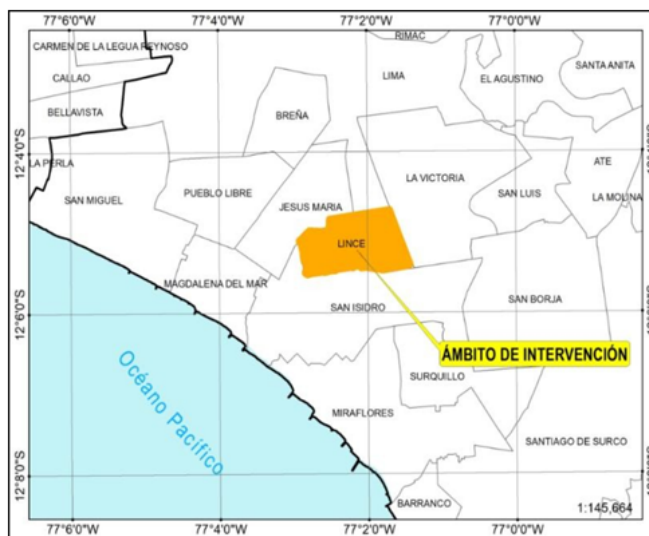 77°6'0"W 77°4'0"W 77°2'0"W 77°0'0"W
RIMAC
CARMEN DE LA LEGUA REYNOSO
LIMA
SANTA ANITA
CALLAO
EL AGUSTINO
BELLAVISTA
BREÑA
12°4'0"S
LA PERLA
ATE
LA VICTORIA
PUEBLO LIBRE
SAN LUIS
LA MOLINA
SAN MIGUEL
JESUS MARIA
LINCE
MAGDALENA DEL MAR
SAN BORJA
SAN ISIDRO
12°6'0"S
ÁMBITO DE INTERVENCIÓN
Océano Pacífico
SURQUILLO
MIRAFLORES
SANTIAGO DE SURCO
12°8'0"S
BARRANCO
1:145,664
77°6'0"W 77°4'0"W 77°2'0"W 77°0'0"W